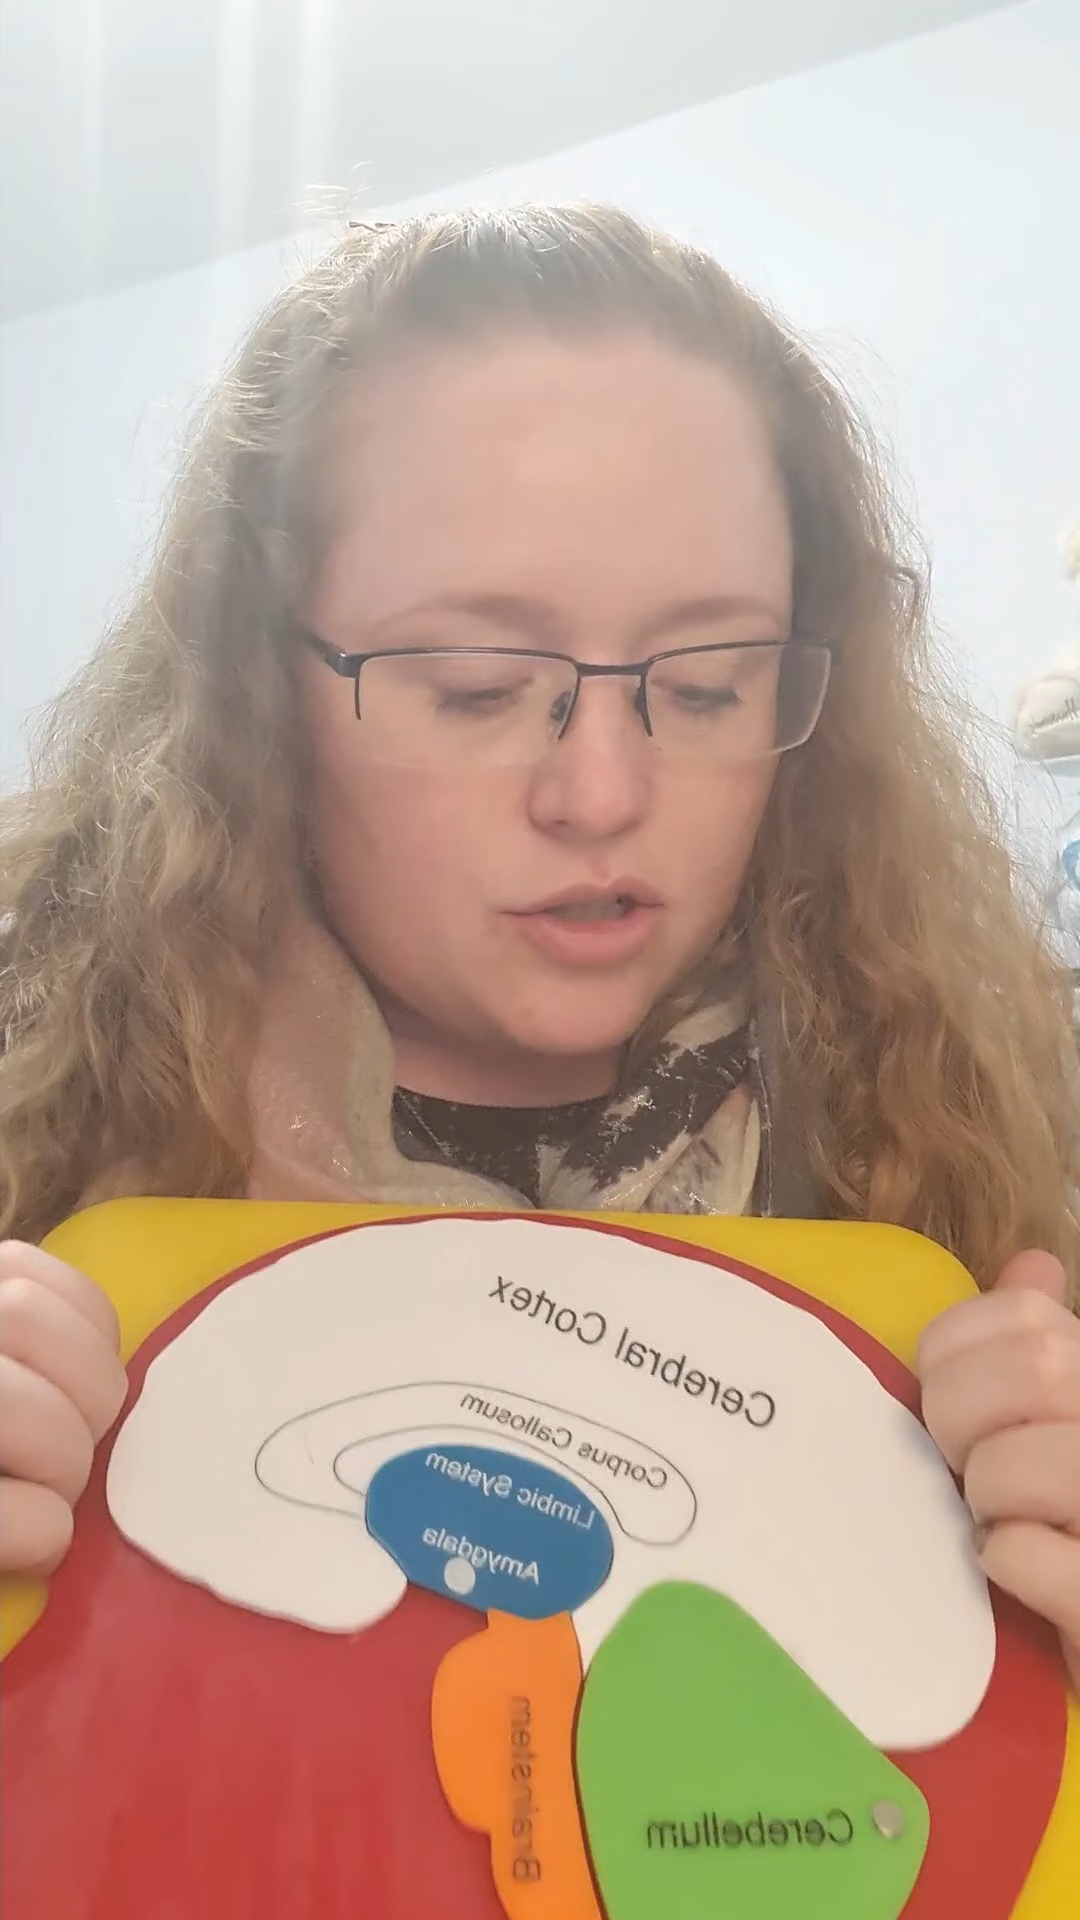 Cerebral Cortex
Corpus Callosum
Limbic System
Amygdala
Brainstem
Cerebellum